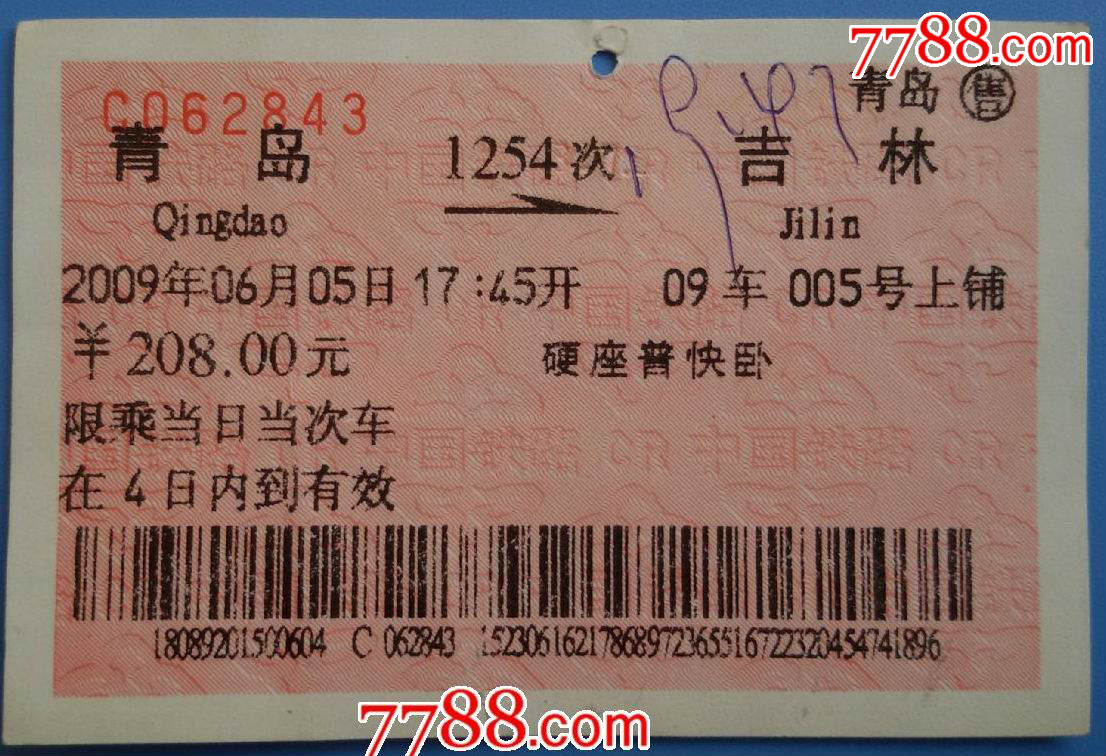 7788.com
C062843
青岛 售
青岛 1254次 吉林
Qingdao Jilin
2009年06月05日 17:45开 09车 005号上铺
¥208.00元 硬座普快卧
限乘当日当次车
在4日内到有效
18089201500604 C 062843 152306162178689723655167223204547418​96
7788.com